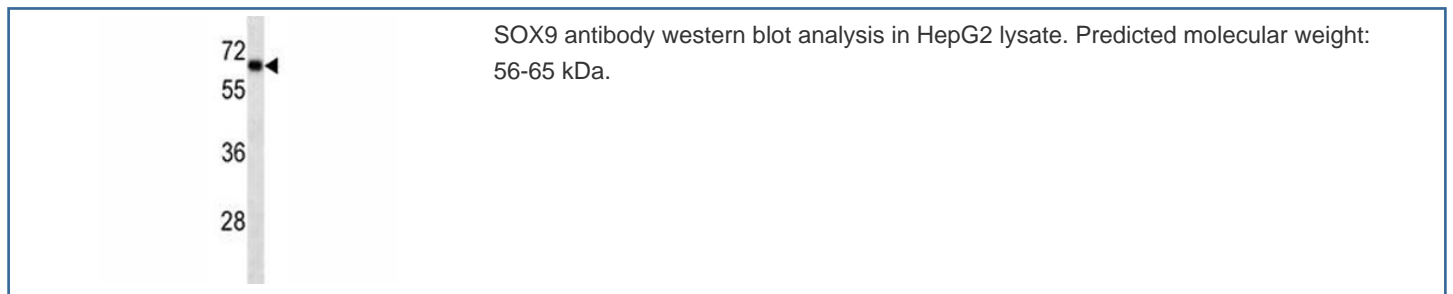 72
55
36
28
SOX9 antibody western blot analysis in HepG2 lysate. Predicted molecular weight:
56-65 kDa.